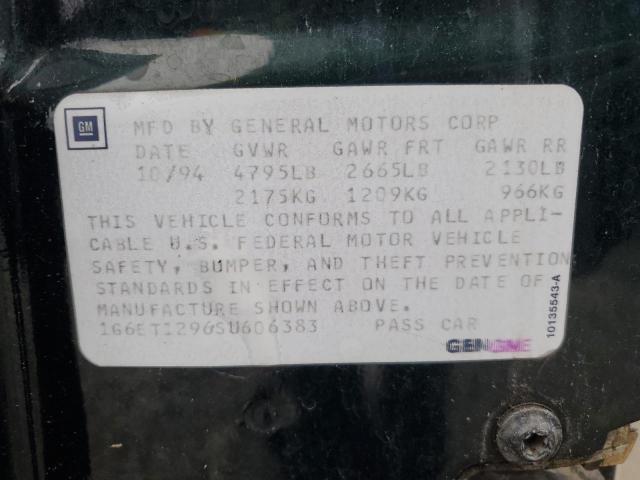 GM
MFD BY GENERAL MOTORS CORP
DATE GVWR GAWR FRT GAWR RR
10/94 4795LB 2665LB 2130LB
2175KG 1209KG 966KG
THIS VEHICLE CONFORMS TO ALL APPLI-
CABLE U.S. FEDERAL MOTOR VEHICLE
SAFETY, BUMPER, AND THEFT PREVENTION
STANDARDS IN EFFECT ON THE DATE OF
MANUFACTURE SHOWN ABOVE.
1G6ET1296SU606383 PASS CAR
10135543-A